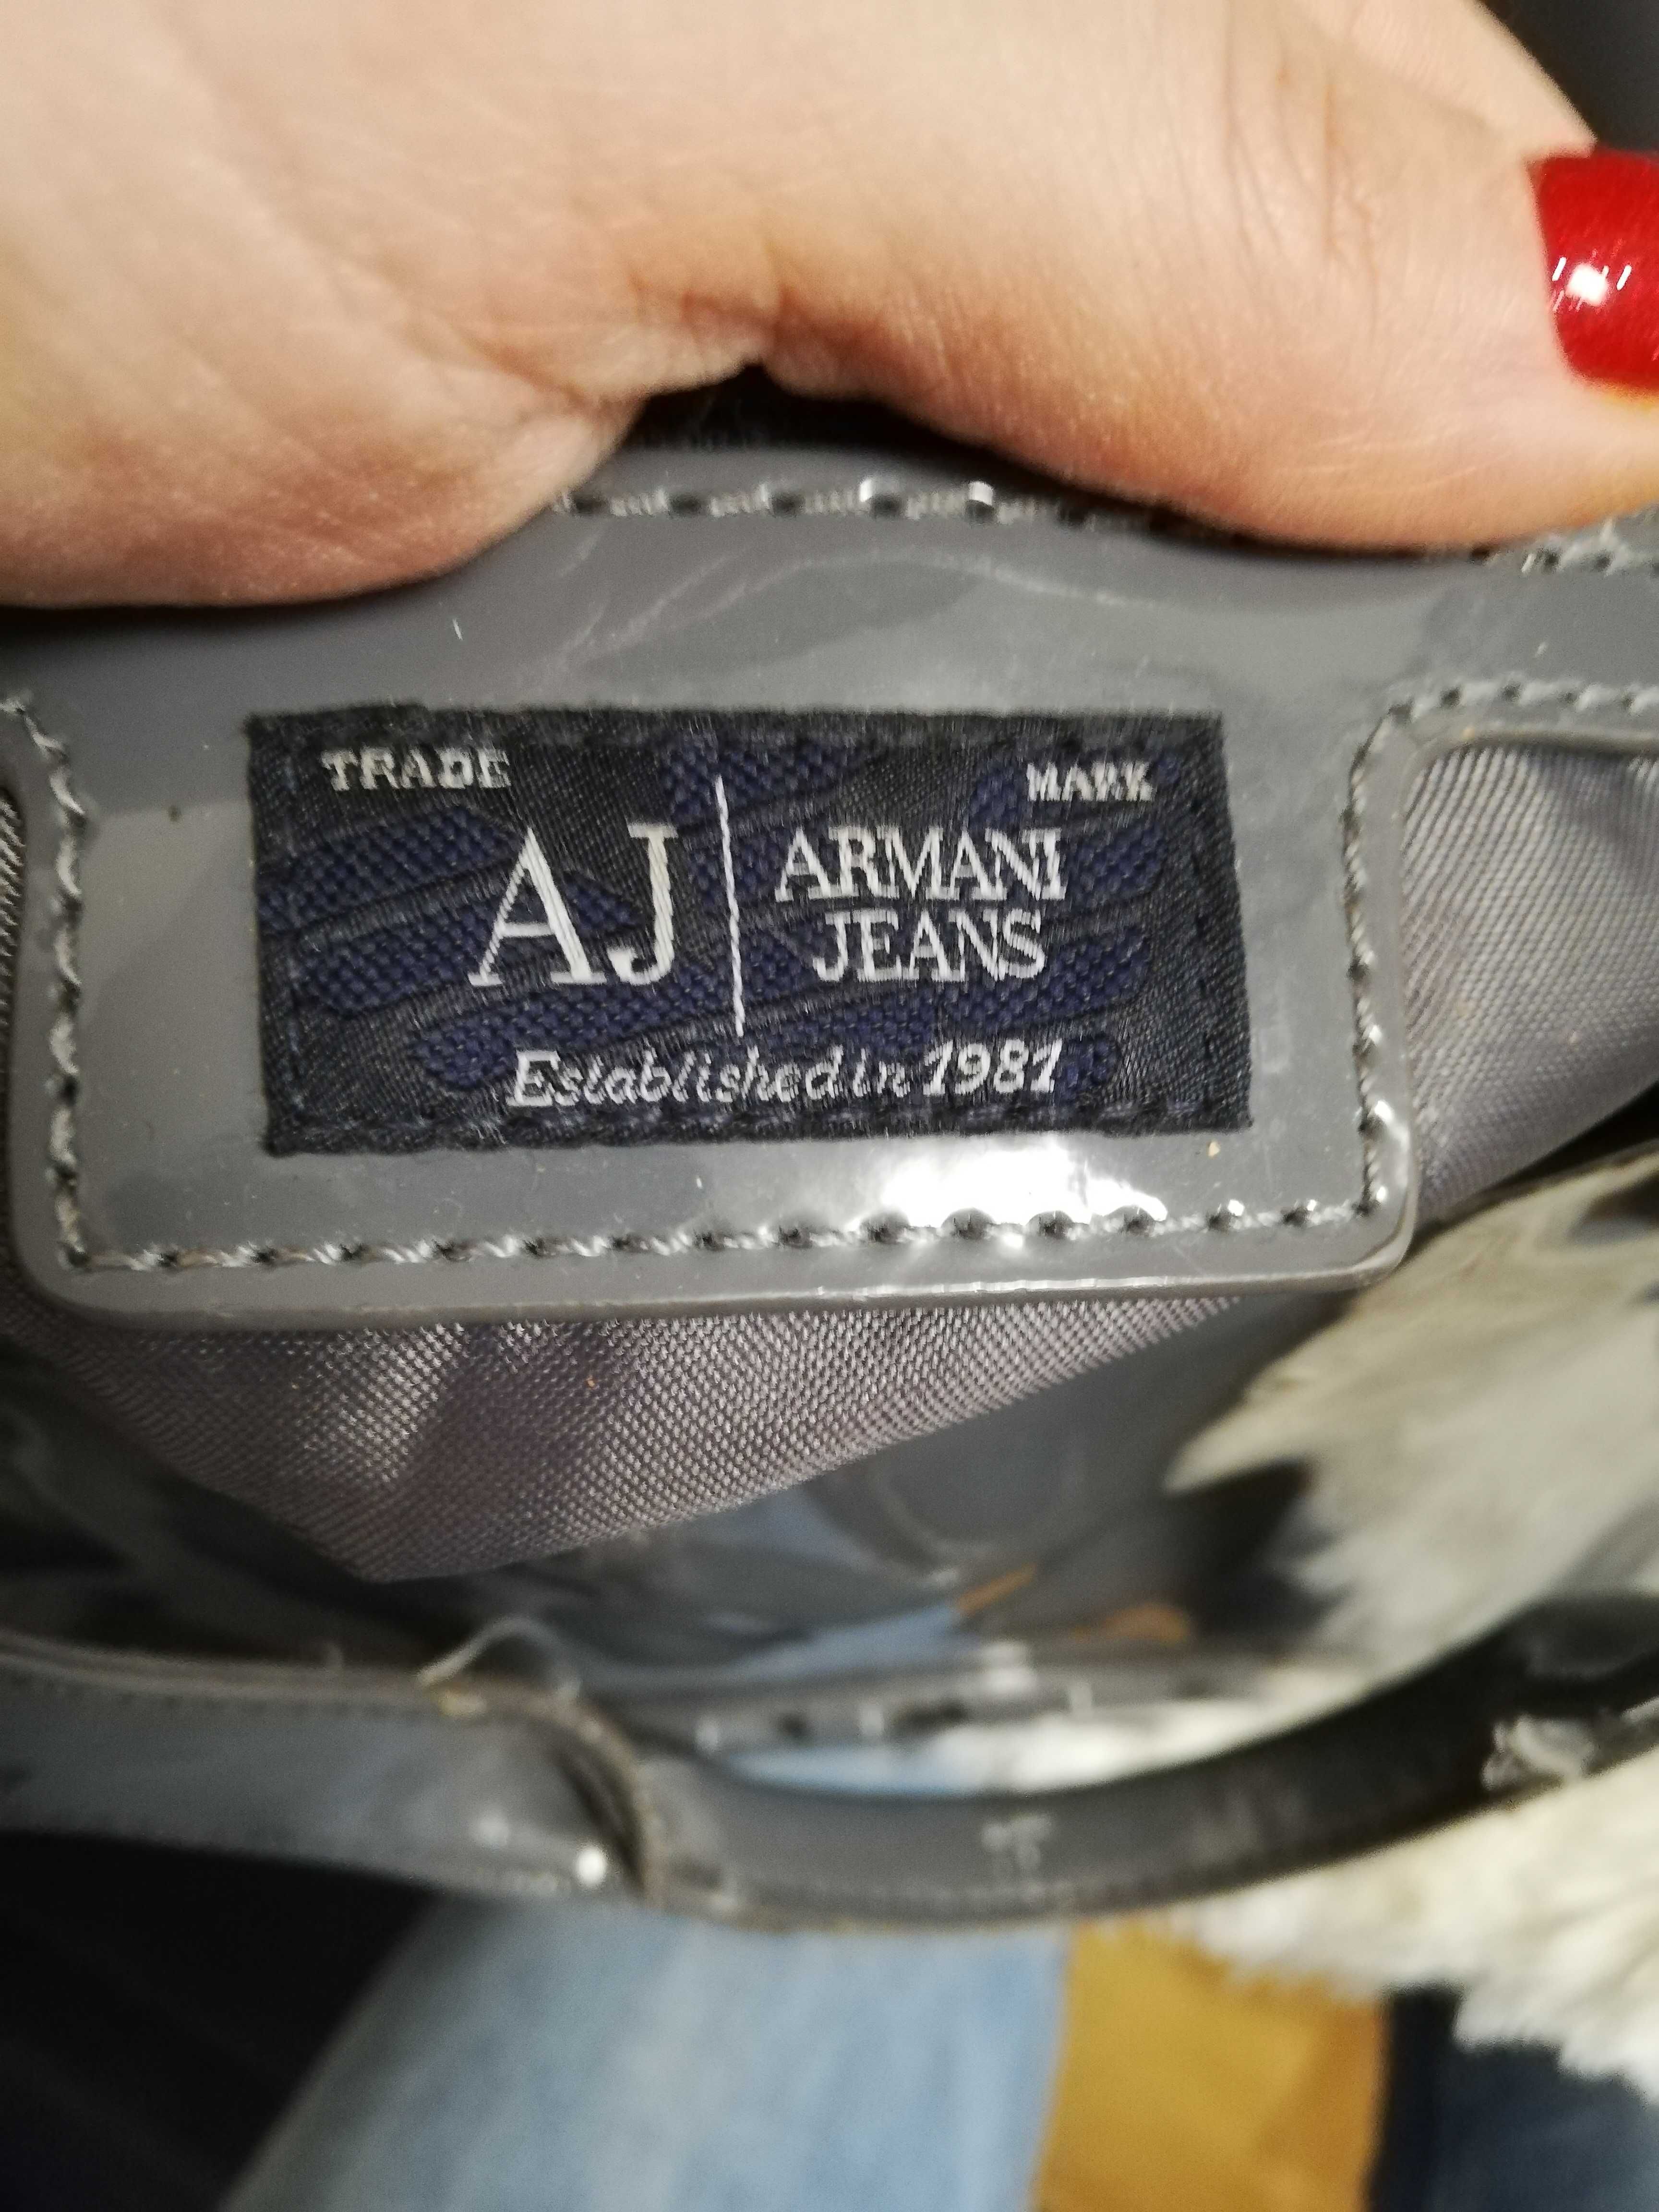 TRADE MARK
AJ ARMANI
JEANS
Established in 1981